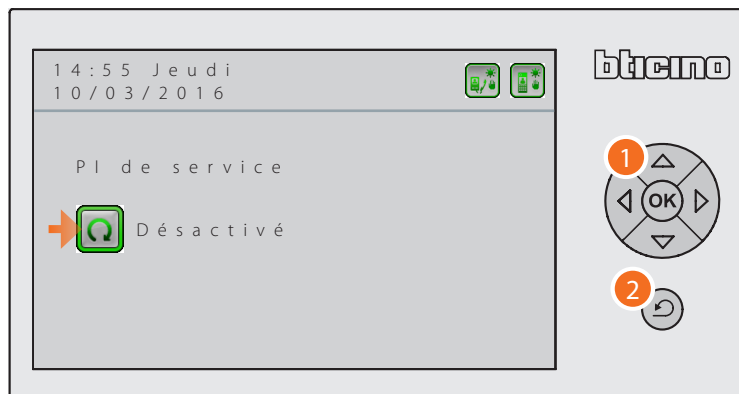 14:55 Jeudi
10/03/2016
bticino
PI de service
Désactivé
1
OK
2